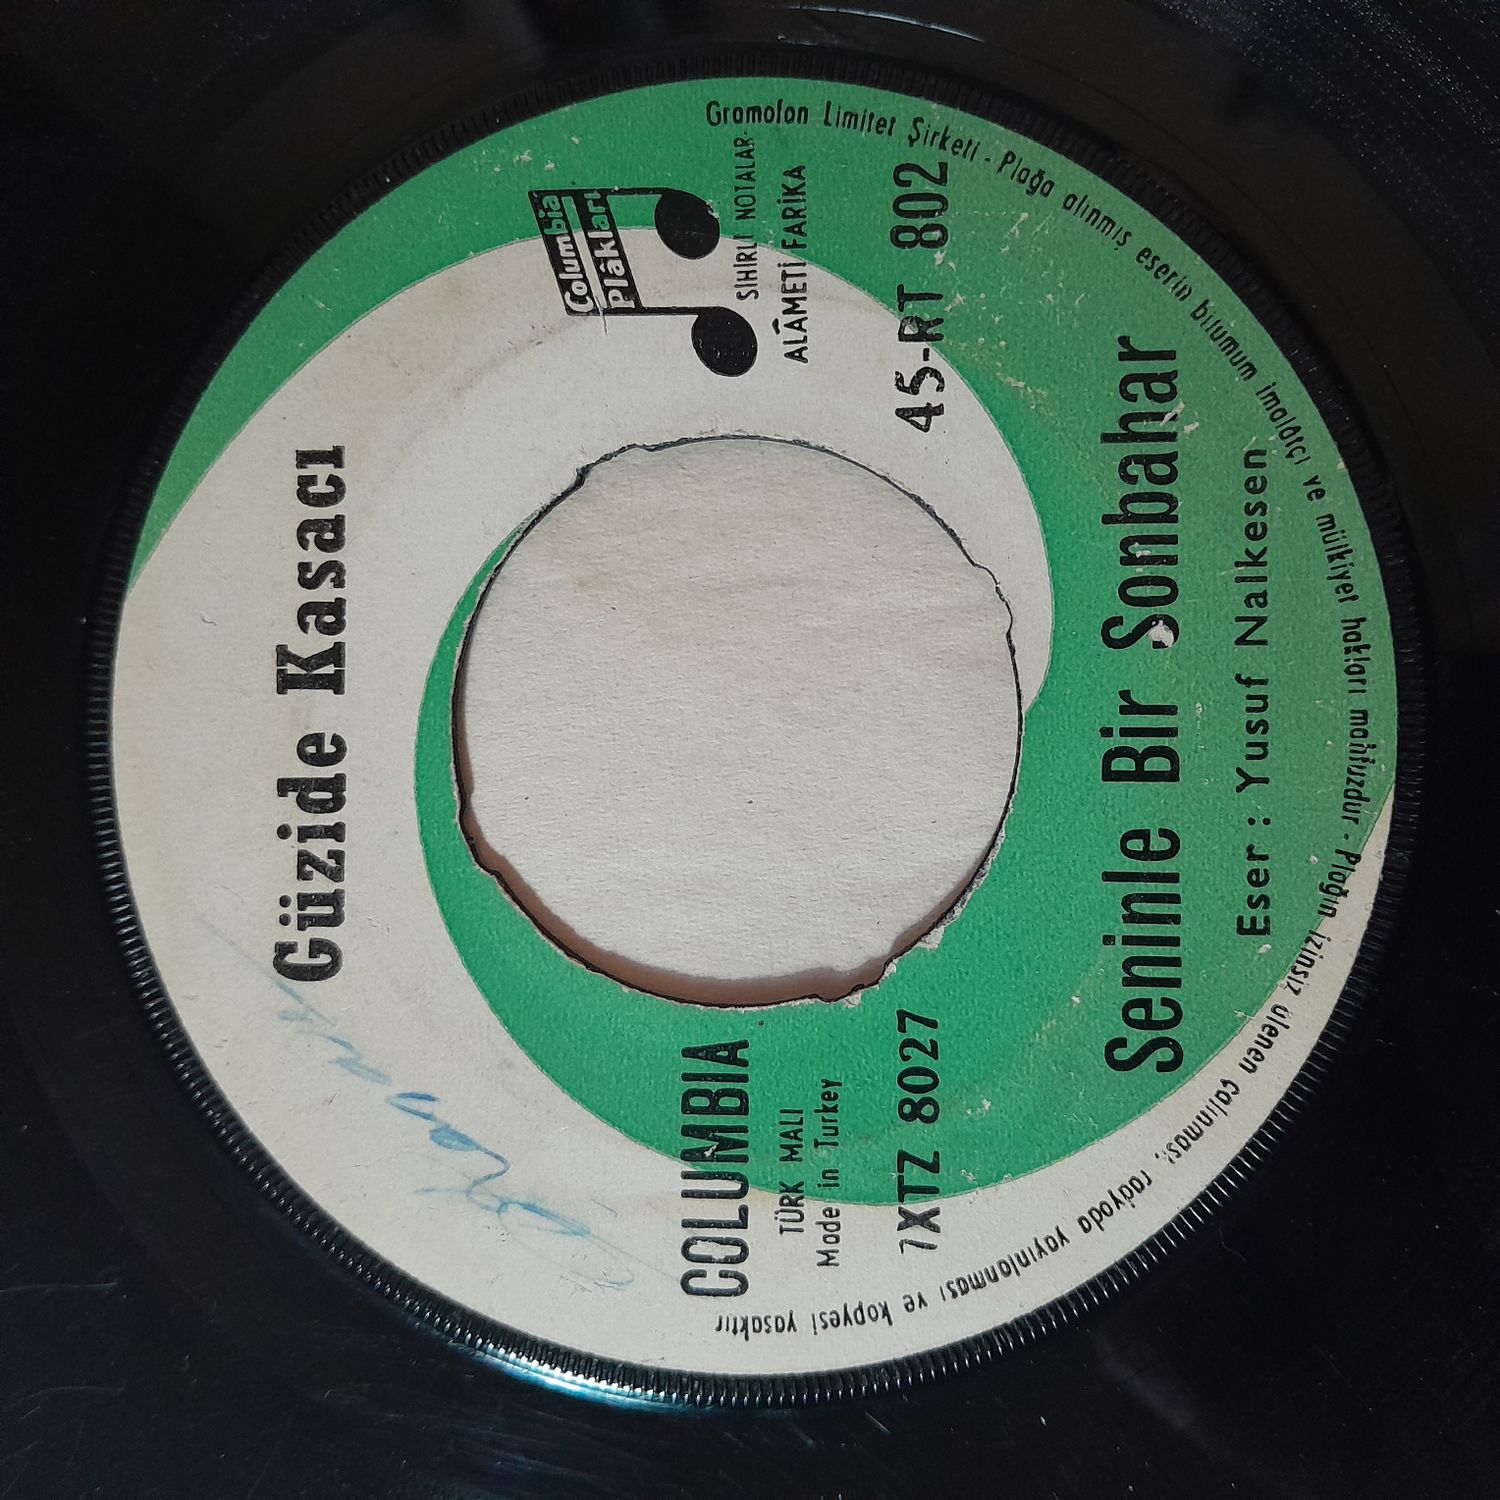 Güzide Kasacı
COLUMBIA
TÜRK MALI
Made in Turkey
7XTZ 8027
Columbia
Plâkları
SİHİRLİ NOTALAR
ALÂMETİ FARİKA
45-RT 802
Seninle Bir Sonbahar
Eser : Yusuf Nalkesen
Gramofon Limitet Şirketi - Plağa alınmış eserin bilumum imalâtçı ve mülkiyet hakları mahfuzdur - Plağın izinsiz alenen çalınması, radyoda yayınlanması ve kopyesi yasaktır